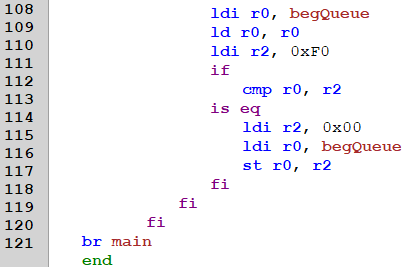 108 ldi r0, begQueue
109 ld r0, r0
110 ldi r2, 0xF0
111 if
112 cmp r0, r2
113 is eq
114 ldi r2, 0x00
115 ldi r0, begQueue
116 st r0, r2
117 fi
118 fi
119 fi
120 br main
121 end